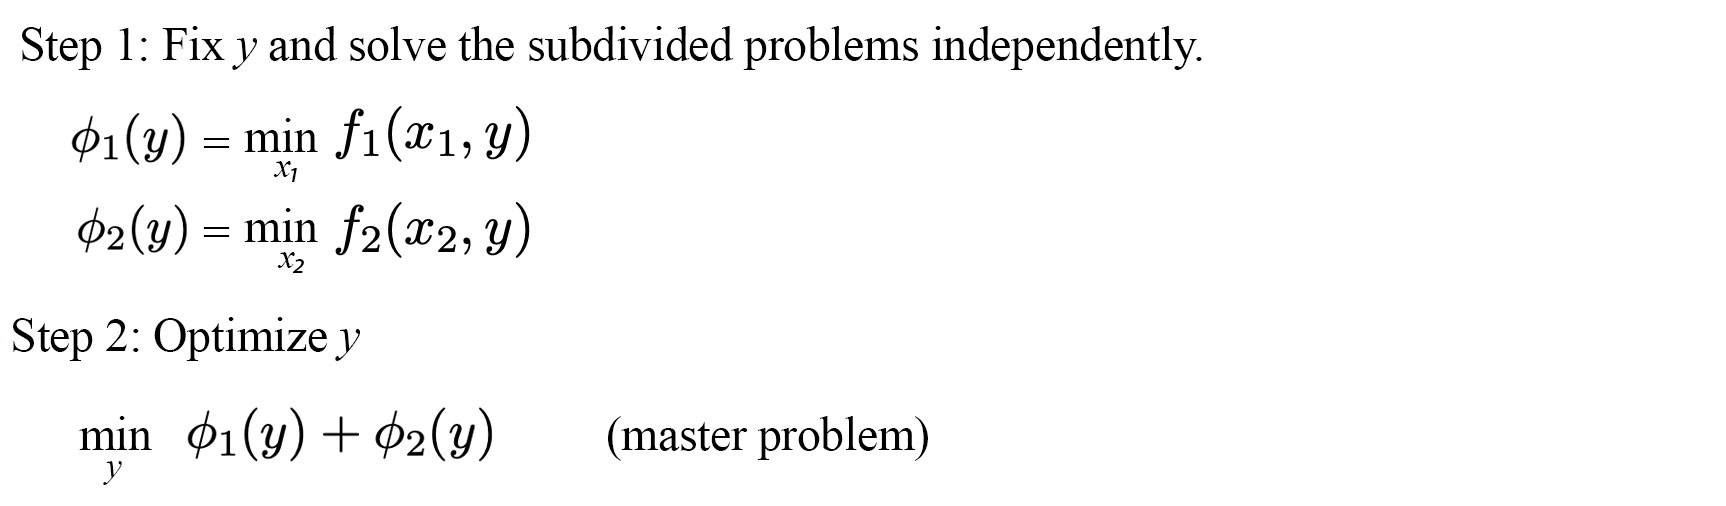 Step 1: Fix y and solve the subdivided problems independently.
ϕ₁(y) = min_{x₁} f₁(x₁, y)
ϕ₂(y) = min_{x₂} f₂(x₂, y)
Step 2: Optimize y
min_{y} ϕ₁(y) + ϕ₂(y) (master problem)